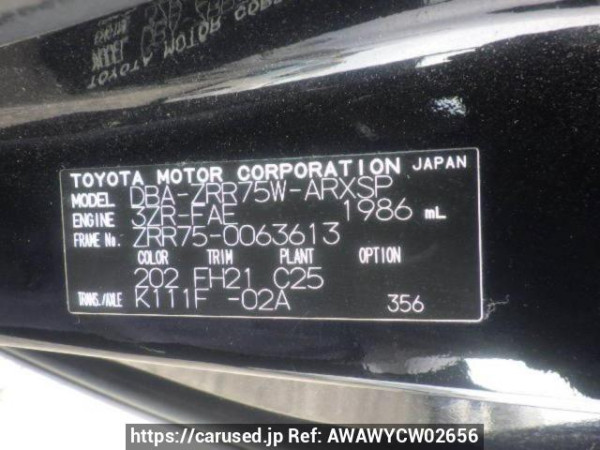 TOYOTA MOTOR CORPORATION JAPAN
MODEL DBA-ZRR75W-ARXSP
ENGINE 3ZR-FAE 1986 mL
FRAME No. ZRR75-0063613
COLOR TRIM PLANT OPTION
202 FH21 C25
TRANS./AXLE K111F -02A 356
https://carused.jp Ref: AWAWYCW02656